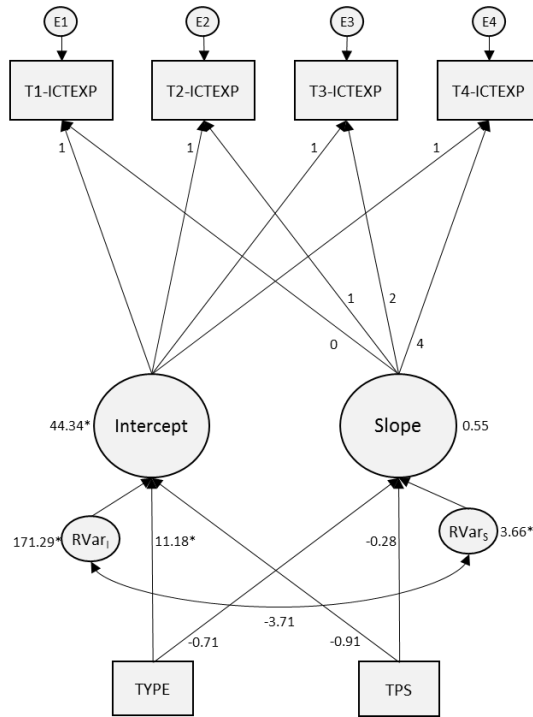 E1
E2
E3
E4
T1-ICTEXP
T2-ICTEXP
T3-ICTEXP
T4-ICTEXP
1
1
1
1
1
2
0
4
44.34*
Intercept
Slope
0.55
171.29*
RVarI
11.18*
-0.28
RVarS
3.66*
-3.71
-0.71
-0.91
TYPE
TPS